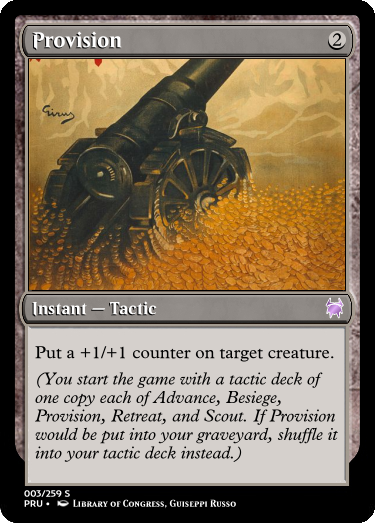 Provision 2
Instant — Tactic
Put a +1/+1 counter on target creature.
(You start the game with a tactic deck of
one copy each of Advance, Besiege,
Provision, Retreat, and Scout. If Provision
would be put into your graveyard, shuffle it
into your tactic deck instead.)
003/259 S
PRU • Library of Congress, Guiseppi Russo